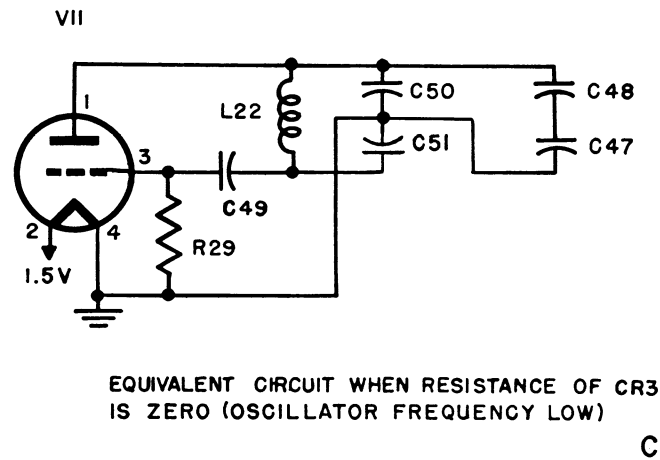 VII
1
C50
C48
L22
C51
C47
3
C49
2
4
R29
1.5V
EQUIVALENT CIRCUIT WHEN RESISTANCE OF CR3
IS ZERO (OSCILLATOR FREQUENCY LOW)
C